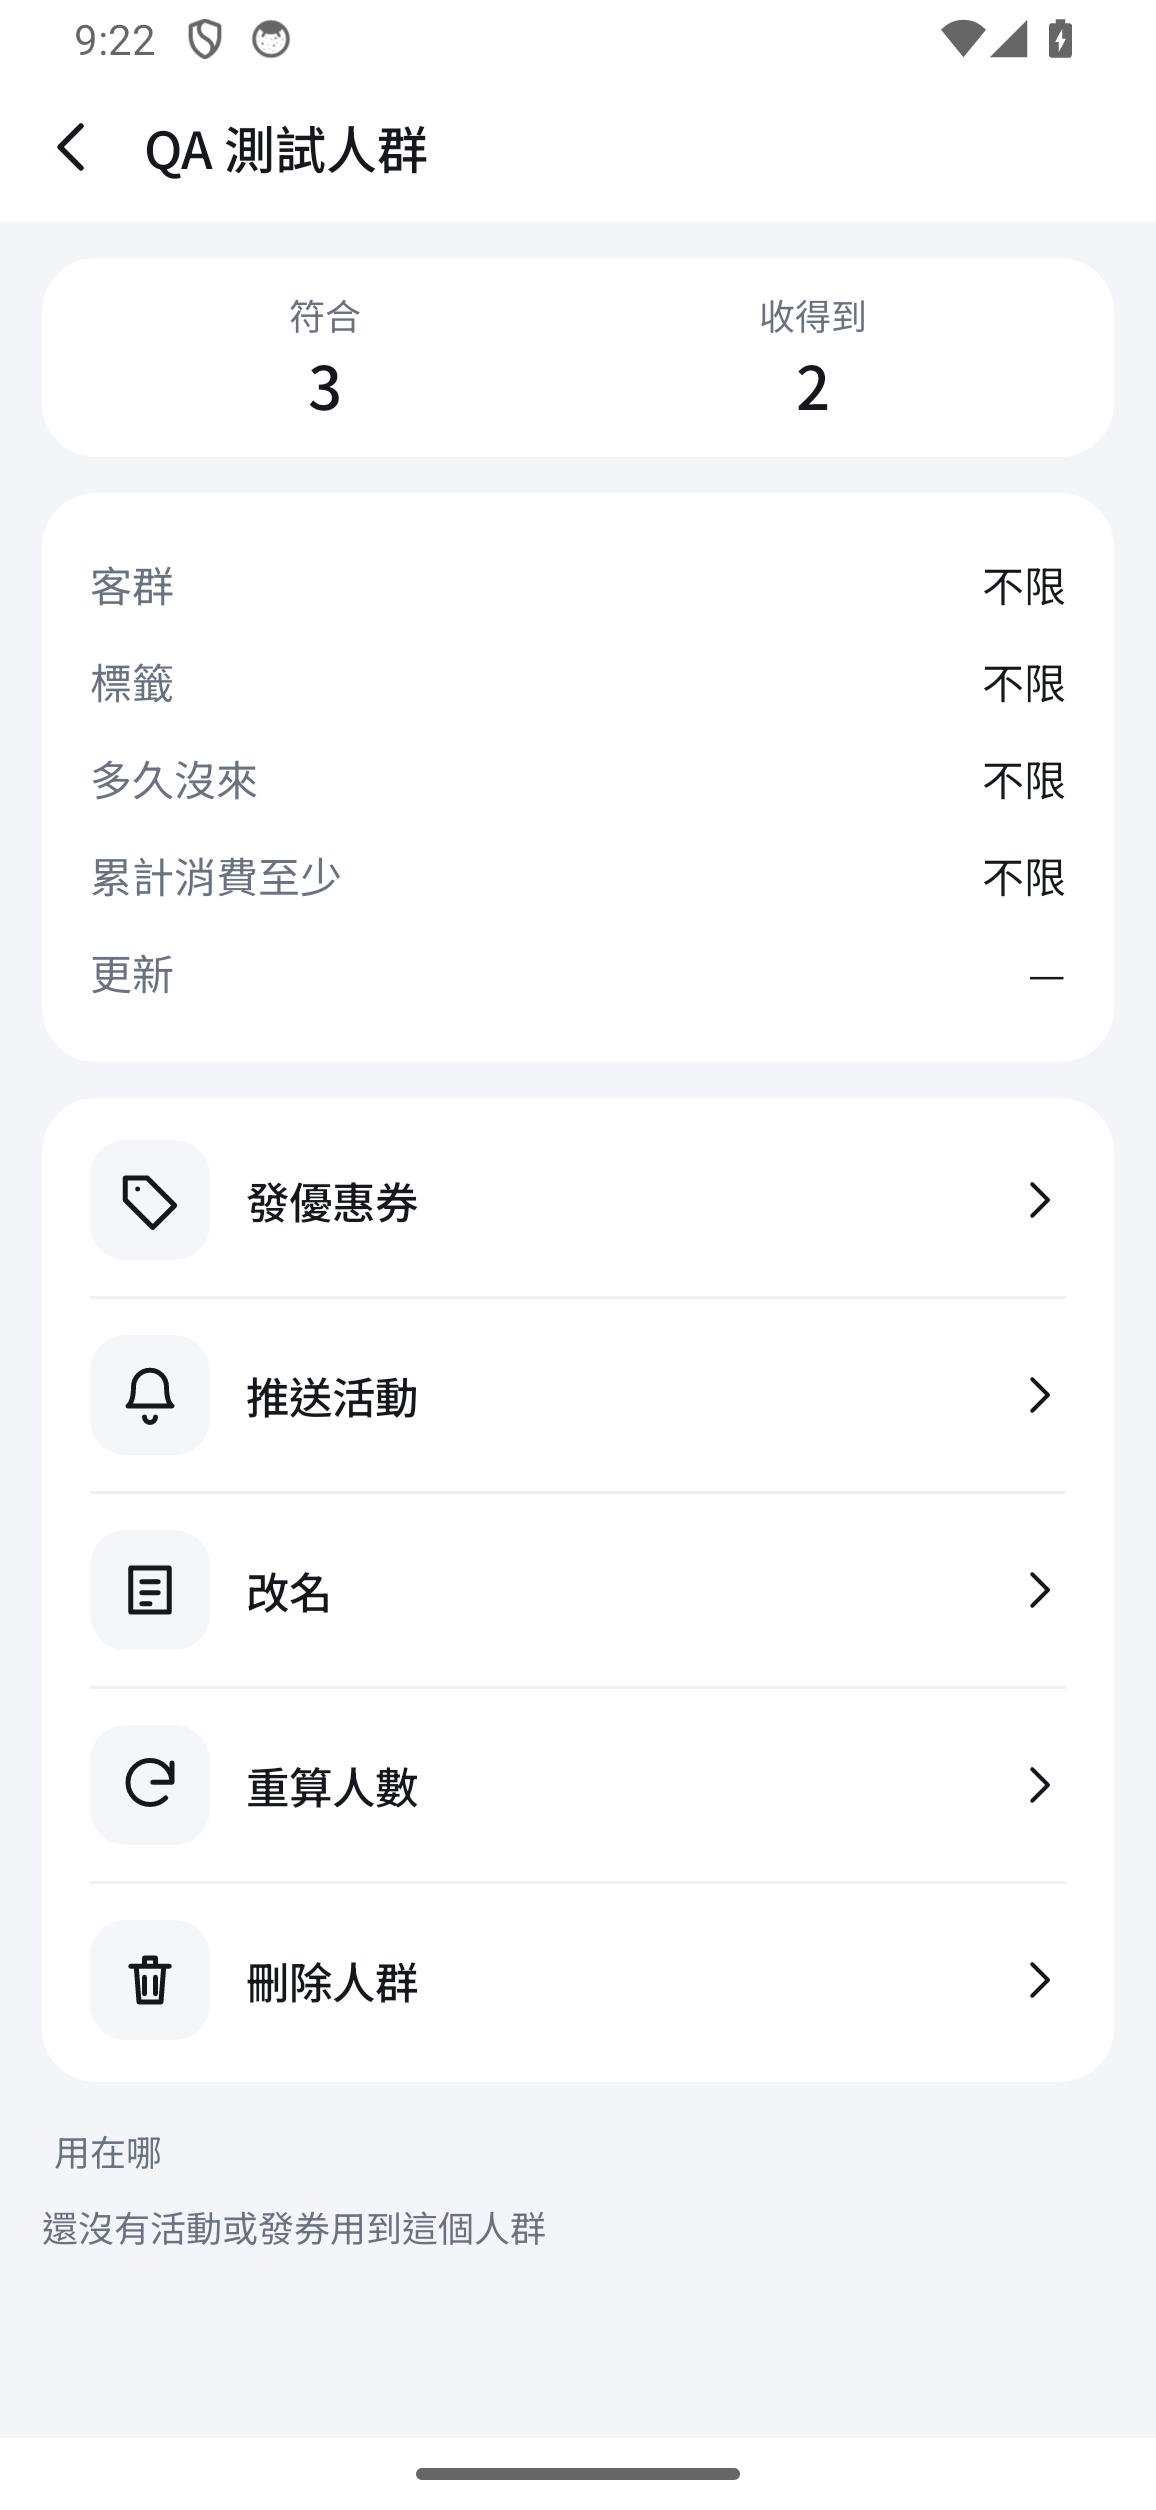 9:22
QA 測試人群
符合
收得到
3
2
客群
不限
標籤
不限
多久沒來
不限
累計消費至少
不限
更新
—
發優惠券
推送活動
改名
重算人數
刪除人群
用在哪
還沒有活動或發券用到這個人群